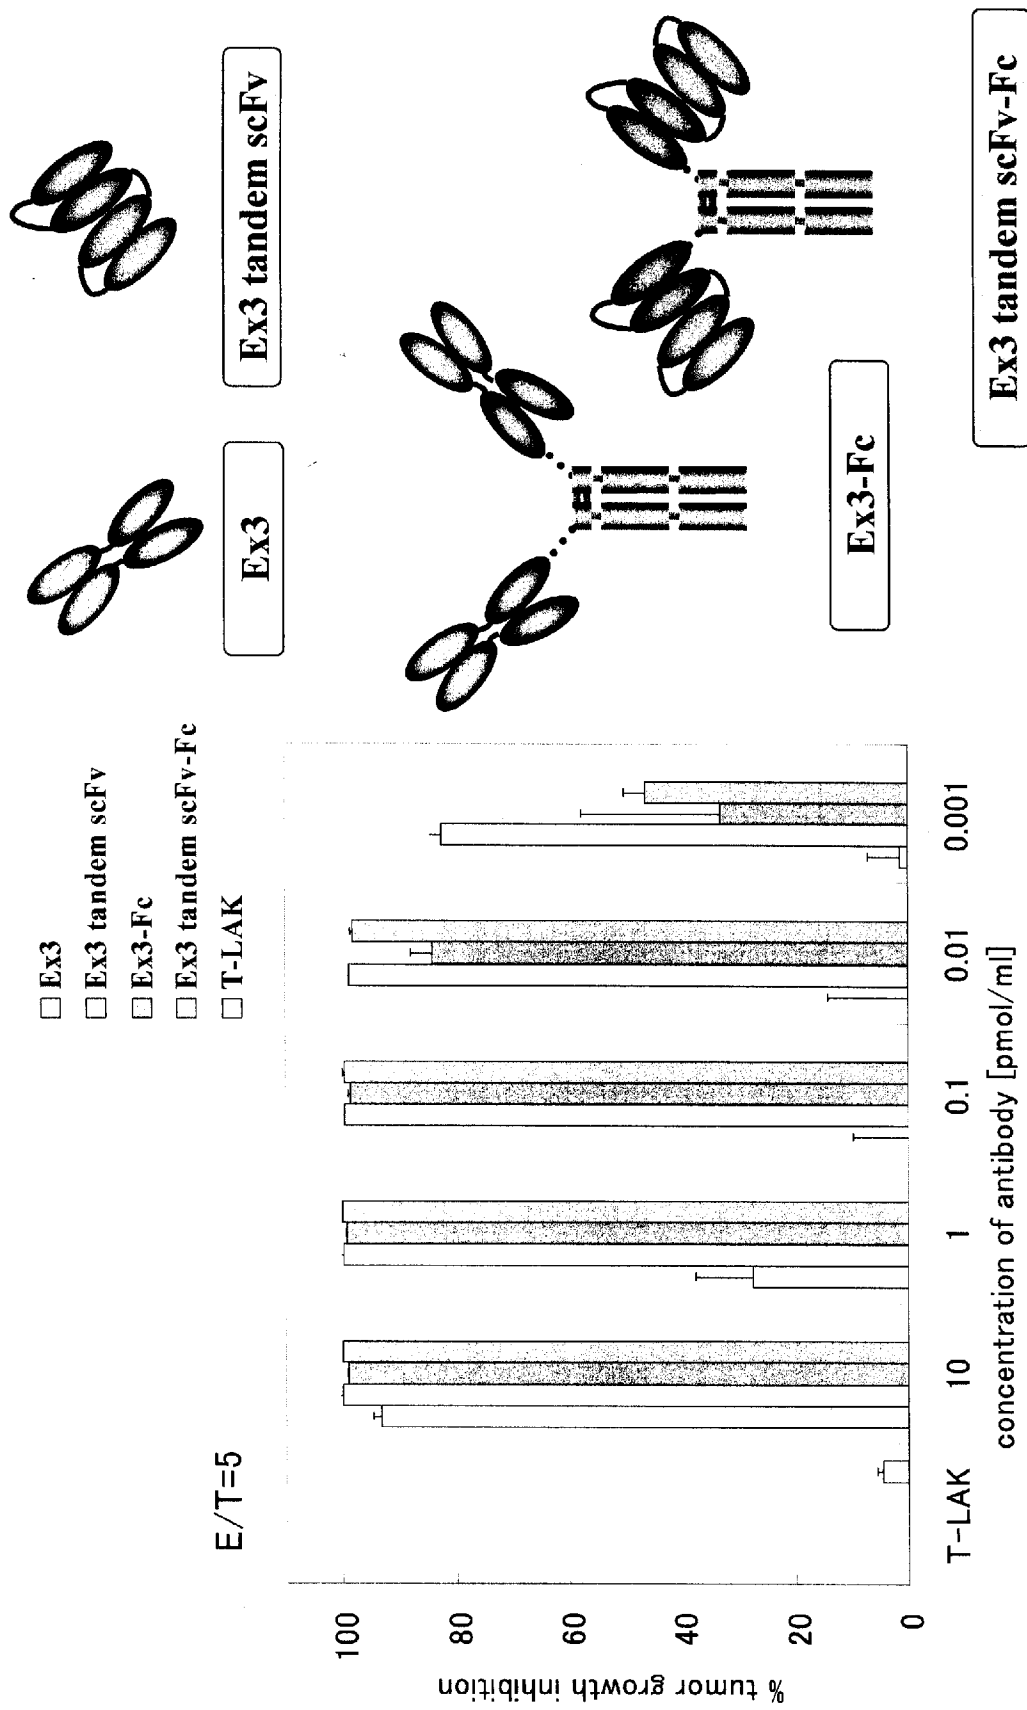 E/T=5
Ex3
Ex3 tandem scFv
Ex3-Fc
Ex3 tandem scFv-Fc
T-LAK
% tumor growth inhibition
100
80
60
40
20
0
T-LAK
10
1
0.1
0.01
0.001
concentration of antibody [pmol/ml]
Ex3
Ex3 tandem scFv
Ex3-Fc
Ex3 tandem scFv-Fc